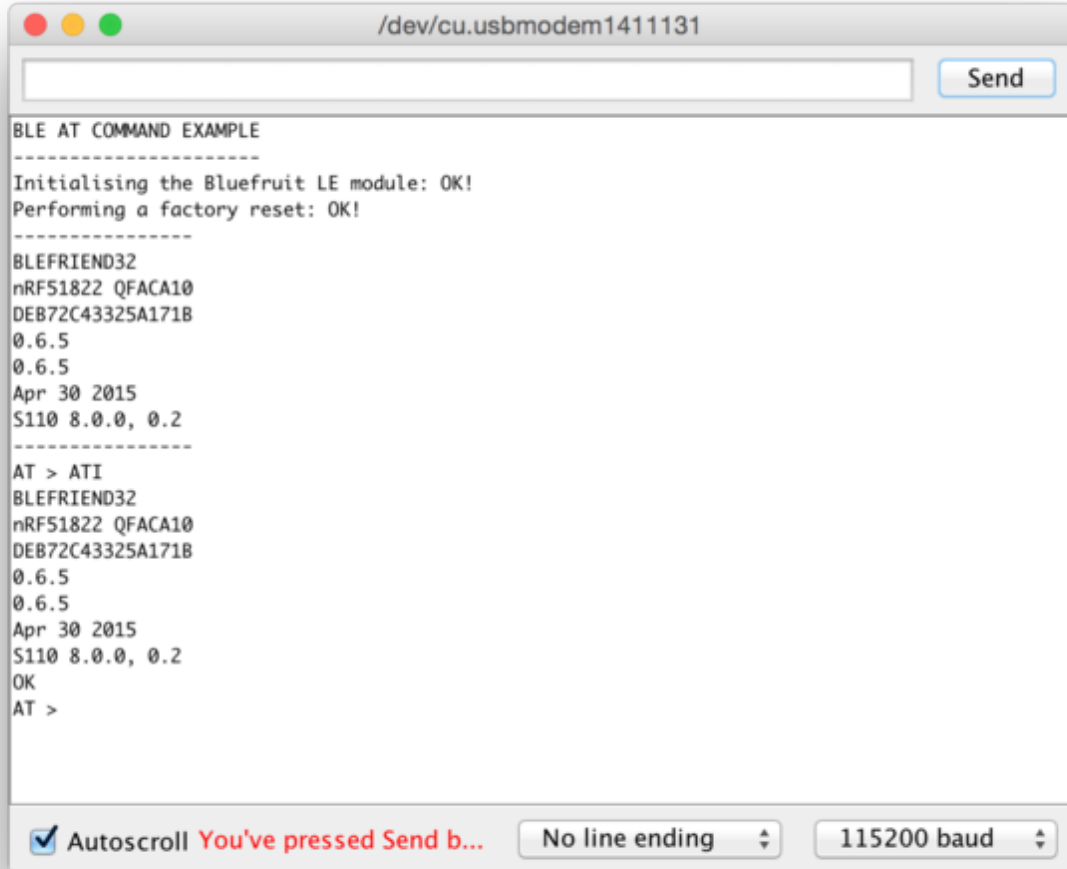 /dev/cu.usbmodem1411131
Send
BLE AT COMMAND EXAMPLE
----------------------
Initialising the Bluefruit LE module: OK!
Performing a factory reset: OK!
----------------
BLEFRIEND32
nRF51822 QFACA10
DEB72C43325A171B
0.6.5
0.6.5
Apr 30 2015
S110 8.0.0, 0.2
----------------
AT > ATI
BLEFRIEND32
nRF51822 QFACA10
DEB72C43325A171B
0.6.5
0.6.5
Apr 30 2015
S110 8.0.0, 0.2
OK
AT >
Autoscroll You've pressed Send b... No line ending 115200 baud